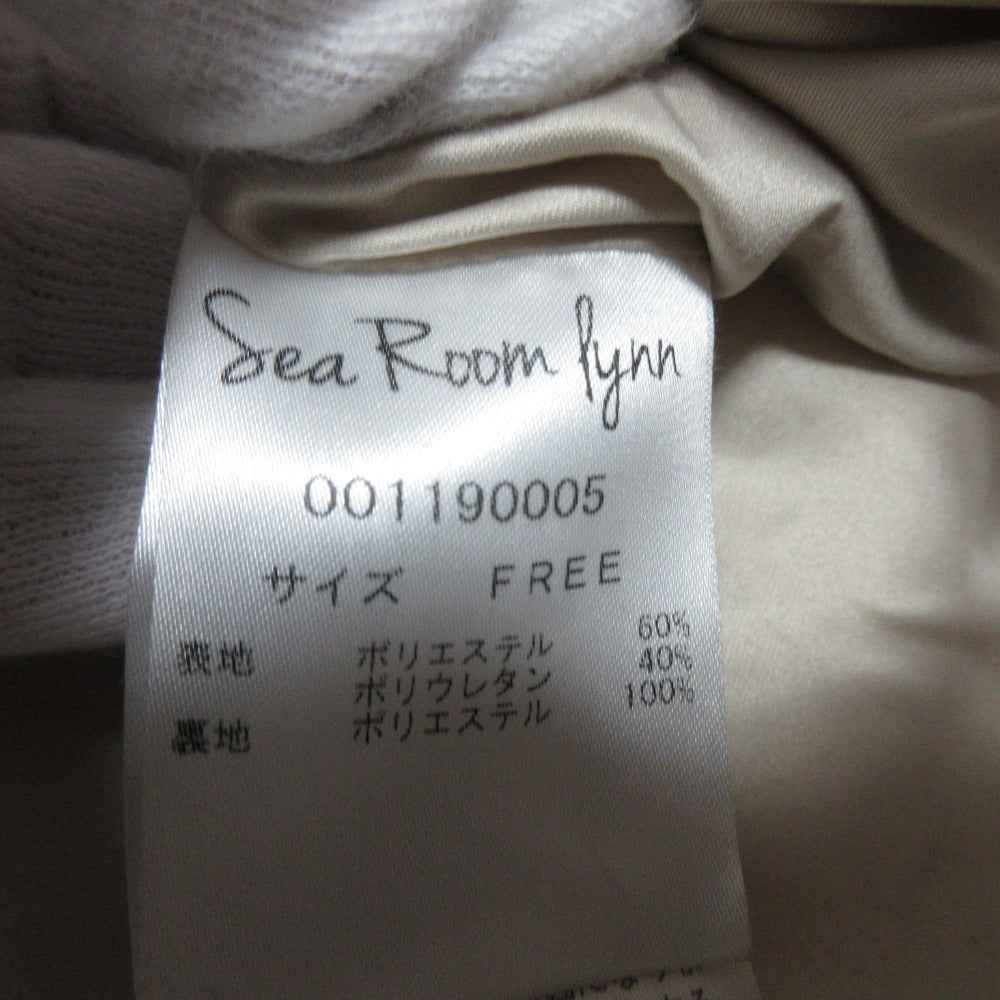 Sea Room lynn
001190005
サイズ FREE
表地 ポリエステル 60%
ポリウレタン 40%
裏地 ポリエステル 100%